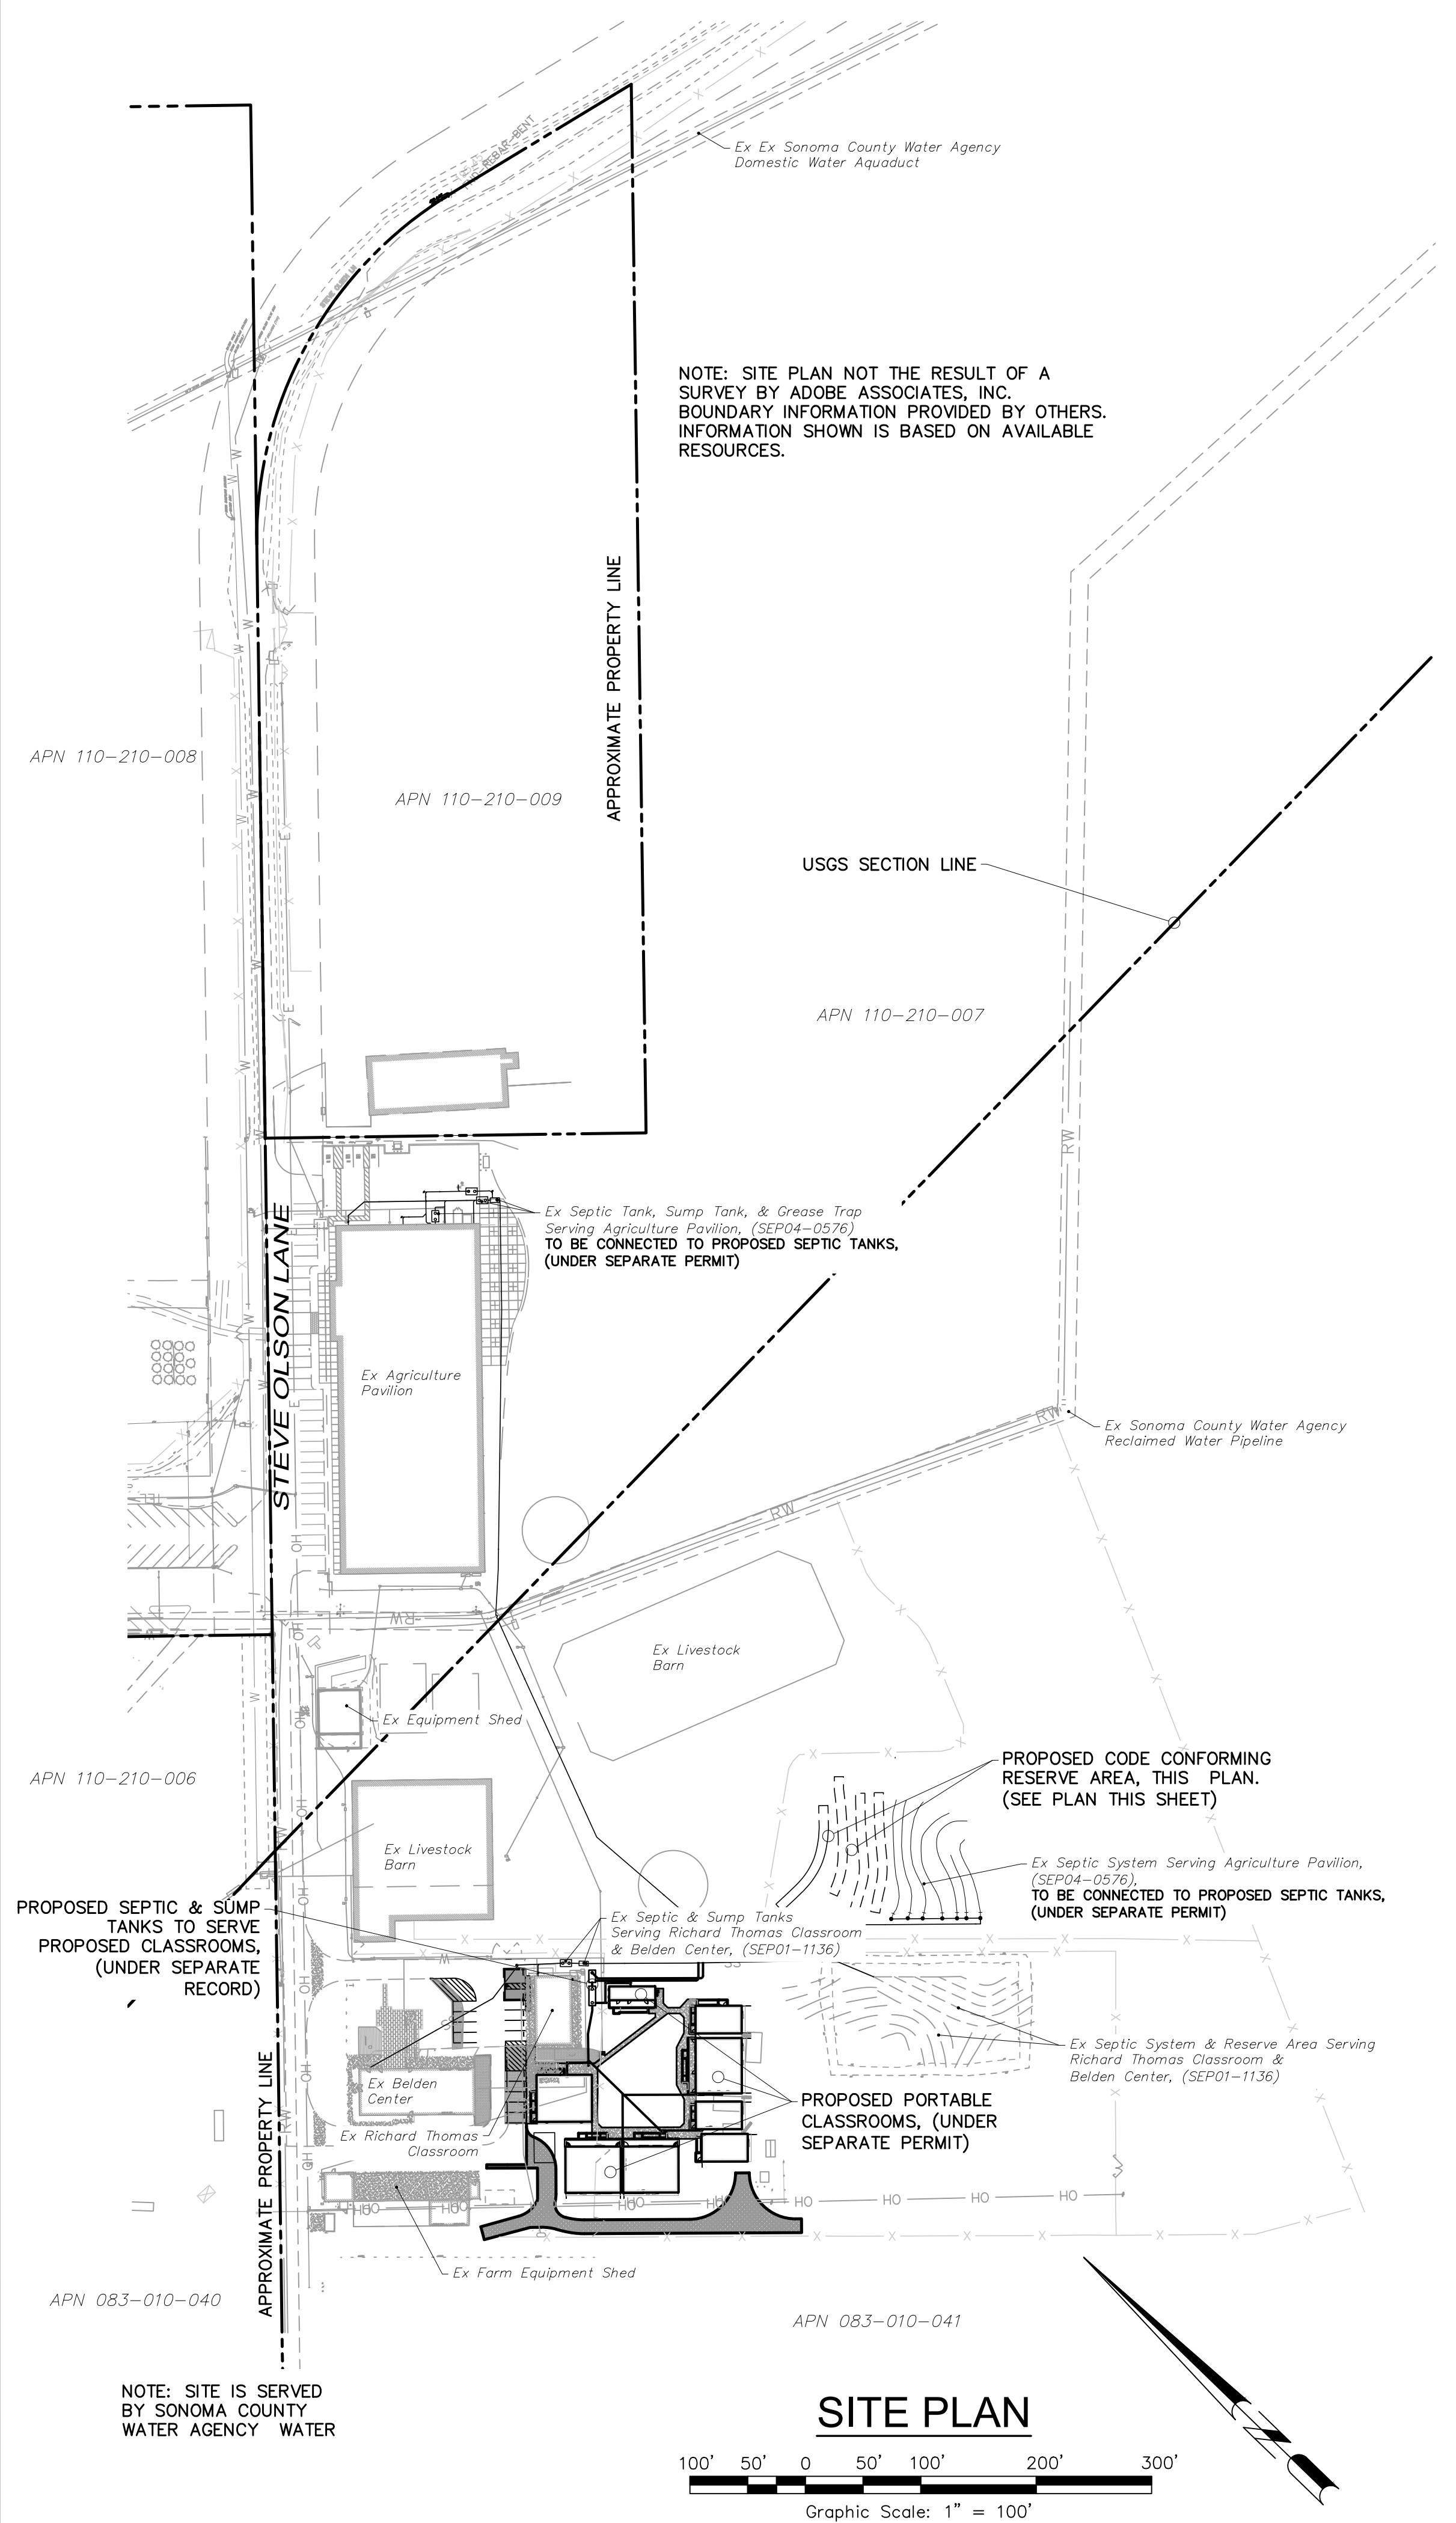 Ex Ex Sonoma County Water Agency
Domestic Water Aquaduct
NOTE: SITE PLAN NOT THE RESULT OF A
SURVEY BY ADOBE ASSOCIATES, INC.
BOUNDARY INFORMATION PROVIDED BY OTHERS.
INFORMATION SHOWN IS BASED ON AVAILABLE
RESOURCES.
APPROXIMATE PROPERTY LINE
APN 110-210-008
APN 110-210-009
USGS SECTION LINE
APN 110-210-007
RW
Ex Septic Tank, Sump Tank, & Grease Trap
Serving Agriculture Pavilion, (SEP04-0576)
TO BE CONNECTED TO PROPOSED SEPTIC TANKS,
(UNDER SEPARATE PERMIT)
STEVE OLSON LANE
Ex Agriculture
Pavilion
RW
Ex Sonoma County Water Agency
Reclaimed Water Pipeline
RW
RW
Ex Livestock
Barn
Ex Equipment Shed
APN 110-210-006
PROPOSED CODE CONFORMING
RESERVE AREA, THIS PLAN.
(SEE PLAN THIS SHEET)
Ex Livestock
Barn
Ex Septic System Serving Agriculture Pavilion,
(SEP04-0576),
TO BE CONNECTED TO PROPOSED SEPTIC TANKS,
(UNDER SEPARATE PERMIT)
PROPOSED SEPTIC & SUMP
TANKS TO SERVE
PROPOSED CLASSROOMS,
(UNDER SEPARATE
RECORD)
Ex Septic & Sump Tanks
Serving Richard Thomas Classroom
& Belden Center, (SEP01-1136)
SS
Ex Septic System & Reserve Area Serving
Richard Thomas Classroom &
Belden Center, (SEP01-1136)
Ex Belden
Center
PROPOSED PORTABLE
CLASSROOMS, (UNDER
SEPARATE PERMIT)
Ex Richard Thomas
Classroom
APPROXIMATE PROPERTY LINE
HO HO HO HO HO HO HO HO
Ex Farm Equipment Shed
APN 083-010-040
APN 083-010-041
NOTE: SITE IS SERVED
BY SONOMA COUNTY
WATER AGENCY WATER
SITE PLAN
N
100' 50' 0 50' 100' 200' 300'
Graphic Scale: 1" = 100'